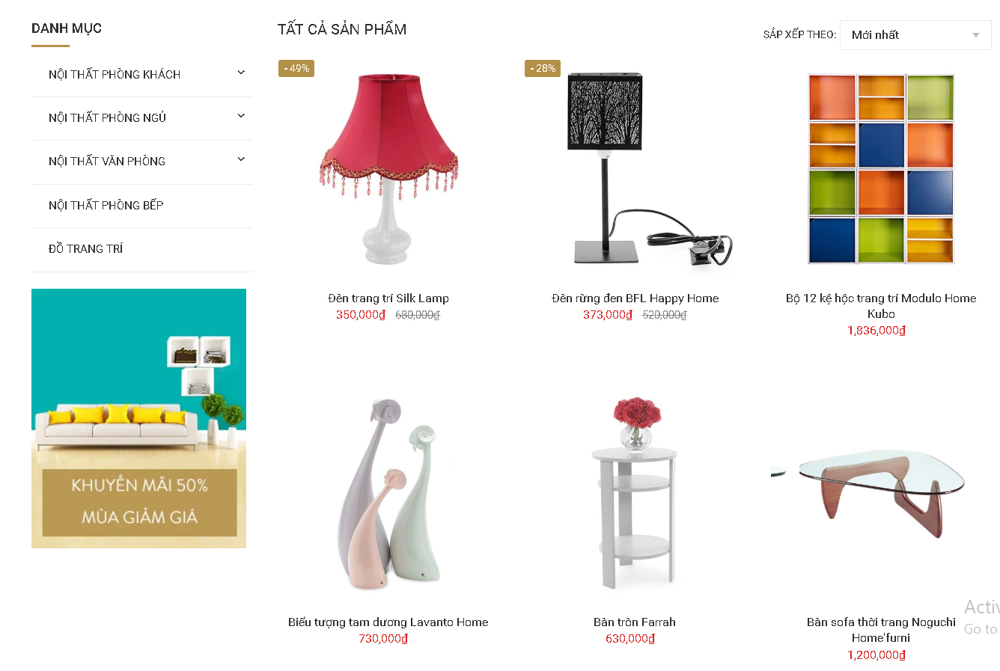 DANH MỤC
NỘI THẤT PHÒNG KHÁCH
NỘI THẤT PHÒNG NGỦ
NỘI THẤT VĂN PHÒNG
NỘI THẤT PHÒNG BẾP
ĐỒ TRANG TRÍ
KHUYẾN MÃI 50%
MÙA GIẢM GIÁ
TẤT CẢ SẢN PHẨM
SẮP XẾP THEO: Mới nhất
- 49%
Đèn trang trí Silk Lamp
350,000₫ 680,000₫
- 28%
Đèn rừng đen BFL Happy Home
373,000₫ 520,000₫
Bộ 12 kệ hộc trang trí Modulo Home
Kubo
1,836,000₫
Biểu tượng tam dương Lavanto Home
730,000₫
Bàn tròn Farrah
630,000₫
Bàn sofa thời trang Noguchi
Home'furni
1,200,000₫
Activ
Go to